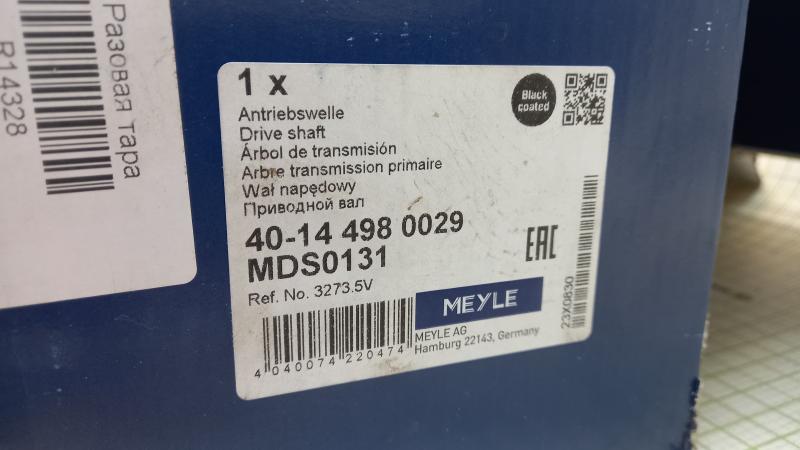 Разовая тара
R14328
1 x
Black
coated
Antriebswelle
Drive shaft
Árbol de transmisión
Arbre transmission primaire
Wał napędowy
Приводной вал
40-14 498 0029
MDS0131
EAC
Ref. No. 3273.5V
MEYLE
MEYLE AG
Hamburg 22143, Germany
4 040074 220474
23X0830